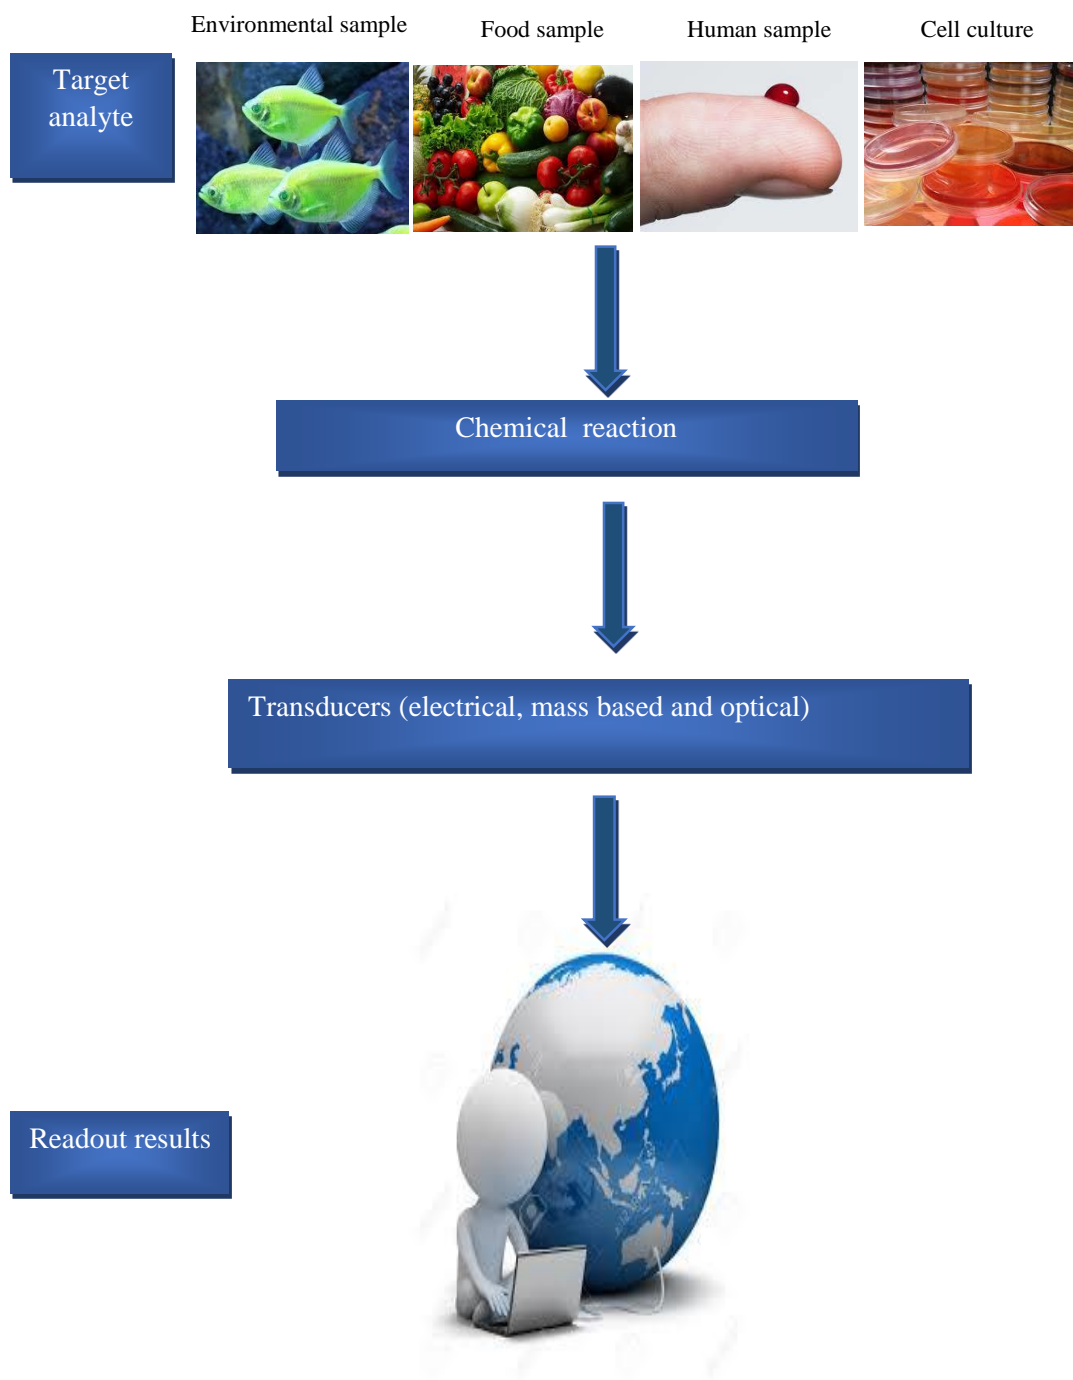 Environmental sample
Food sample
Human sample
Cell culture
Target
analyte
Chemical reaction
Transducers (electrical, mass based and optical)
Readout results